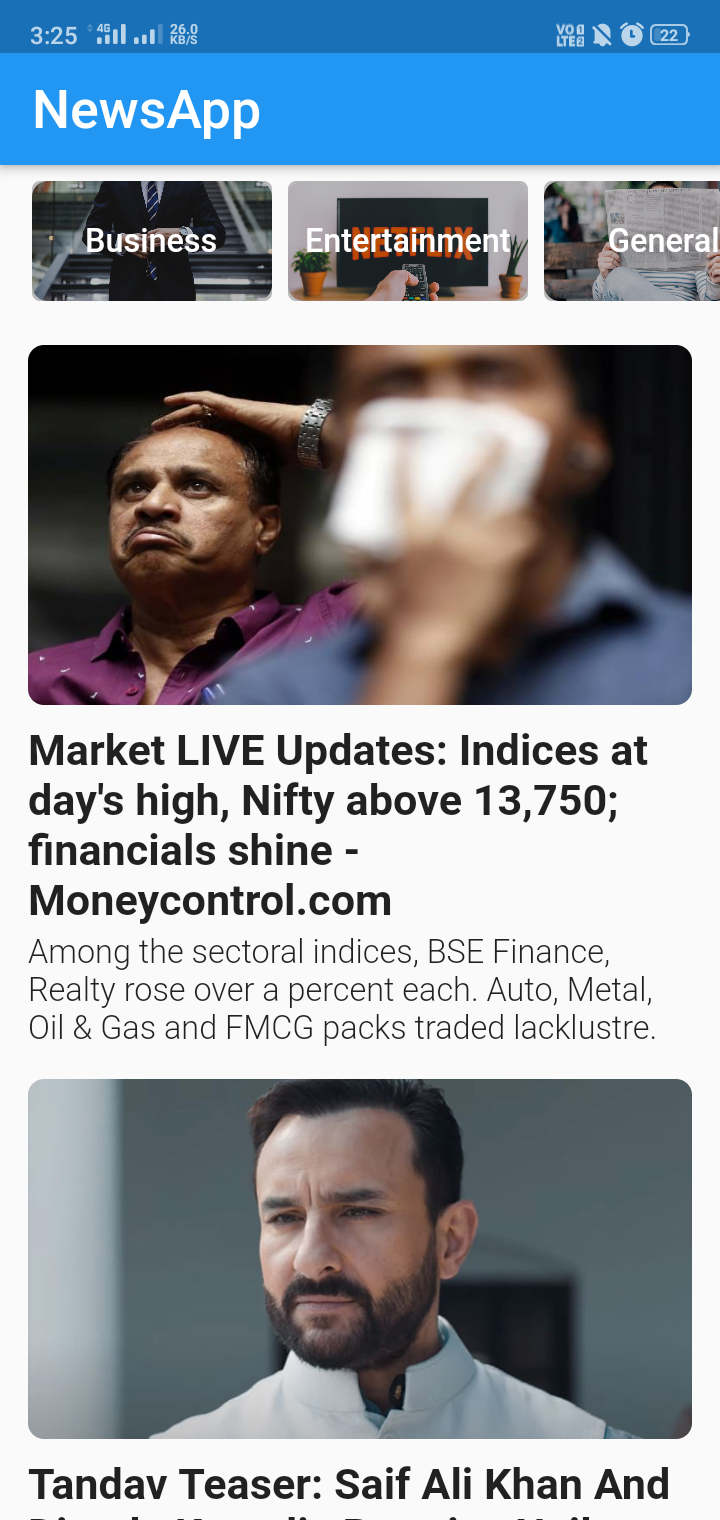 3:25 4G 26.0 KB/S VO LTE 1 2 22
NewsApp
Business
NETFLIX
Entertainment
General
Market LIVE Updates: Indices at
day's high, Nifty above 13,750;
financials shine -
Moneycontrol.com
Among the sectoral indices, BSE Finance,
Realty rose over a percent each. Auto, Metal,
Oil & Gas and FMCG packs traded lacklustre.
Tandav Teaser: Saif Ali Khan And